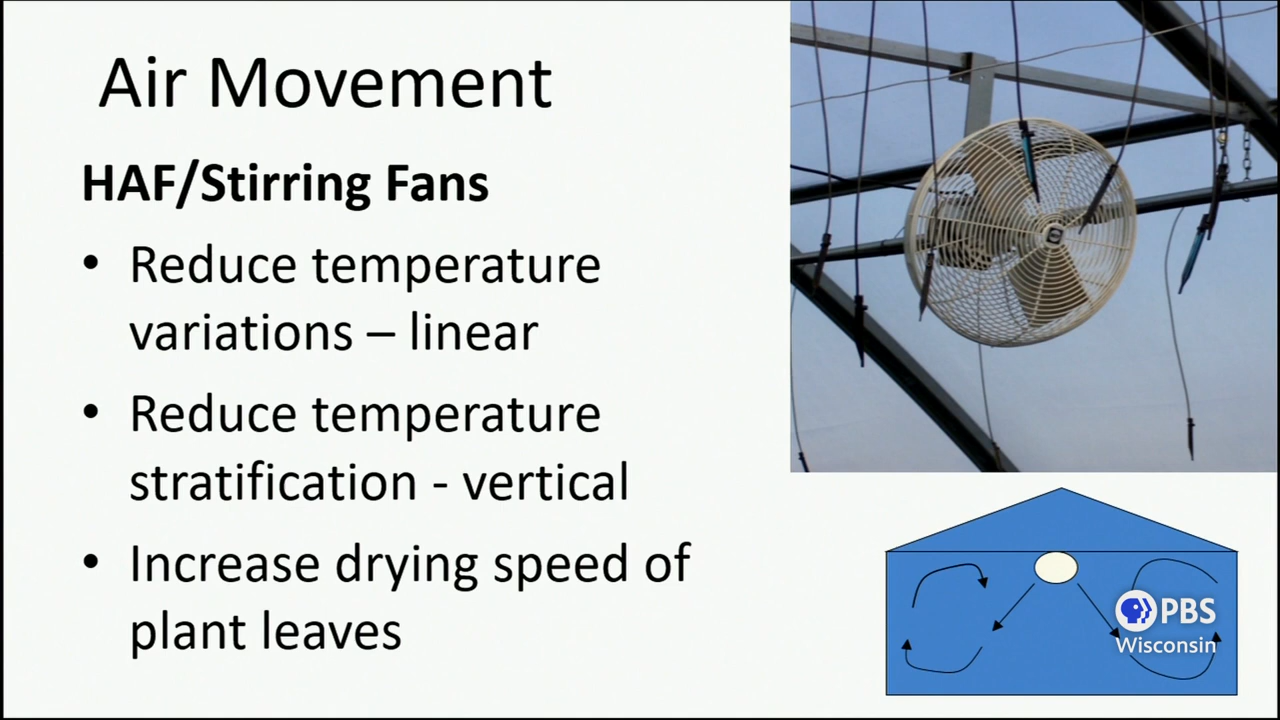 Air Movement
HAF/Stirring Fans
• Reduce temperature
variations – linear
• Reduce temperature
stratification - vertical
• Increase drying speed of
plant leaves
PBS
Wisconsin